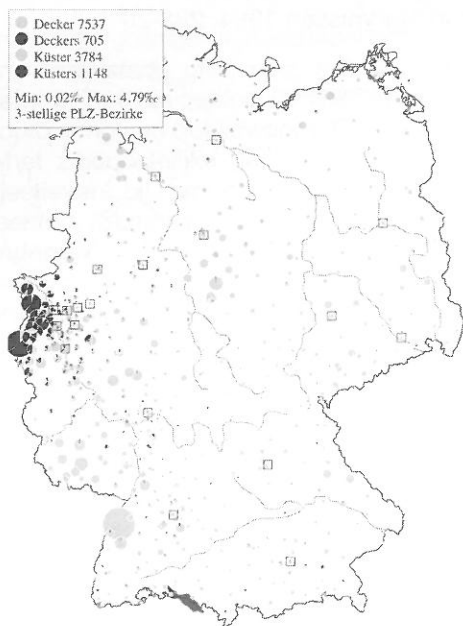 Decker 7537
Deckers 705
Küster 3784
Küsters 1148
Min: 0,02‰ Max: 4,79‰
3-stellige PLZ-Bezirke